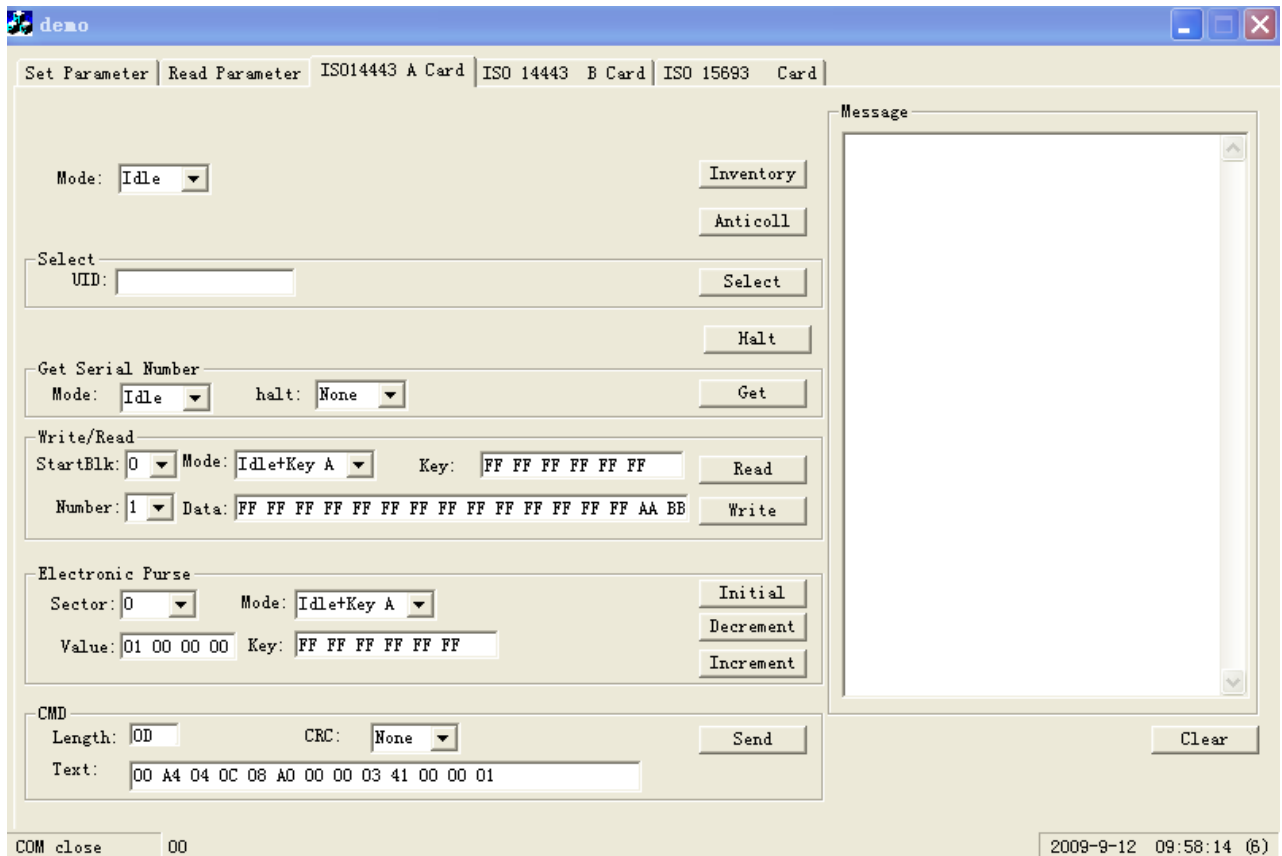 demo
Set Parameter Read Parameter ISO14443 A Card ISO 14443 B Card ISO 15693 Card
Message
Mode: Idle Inventory
Anticoll
Select
UID: Select
Halt
Get Serial Number
Mode: Idle halt: None Get
Write/Read
StartBlk: 0 Mode: Idle+Key A Key: FF FF FF FF FF FF Read
Number: 1 Data: FF FF FF FF FF FF FF FF FF FF FF FF FF FF AA BB Write
Electronic Purse
Sector: 0 Mode: Idle+Key A Initial
Decrement
Value: 01 00 00 00 Key: FF FF FF FF FF FF
Increment
CMD
Length: 0D CRC: None Send Clear
Text: 00 A4 04 0C 08 A0 00 00 03 41 00 00 01
COM close 00 2009-9-12 09:58:14 (6)